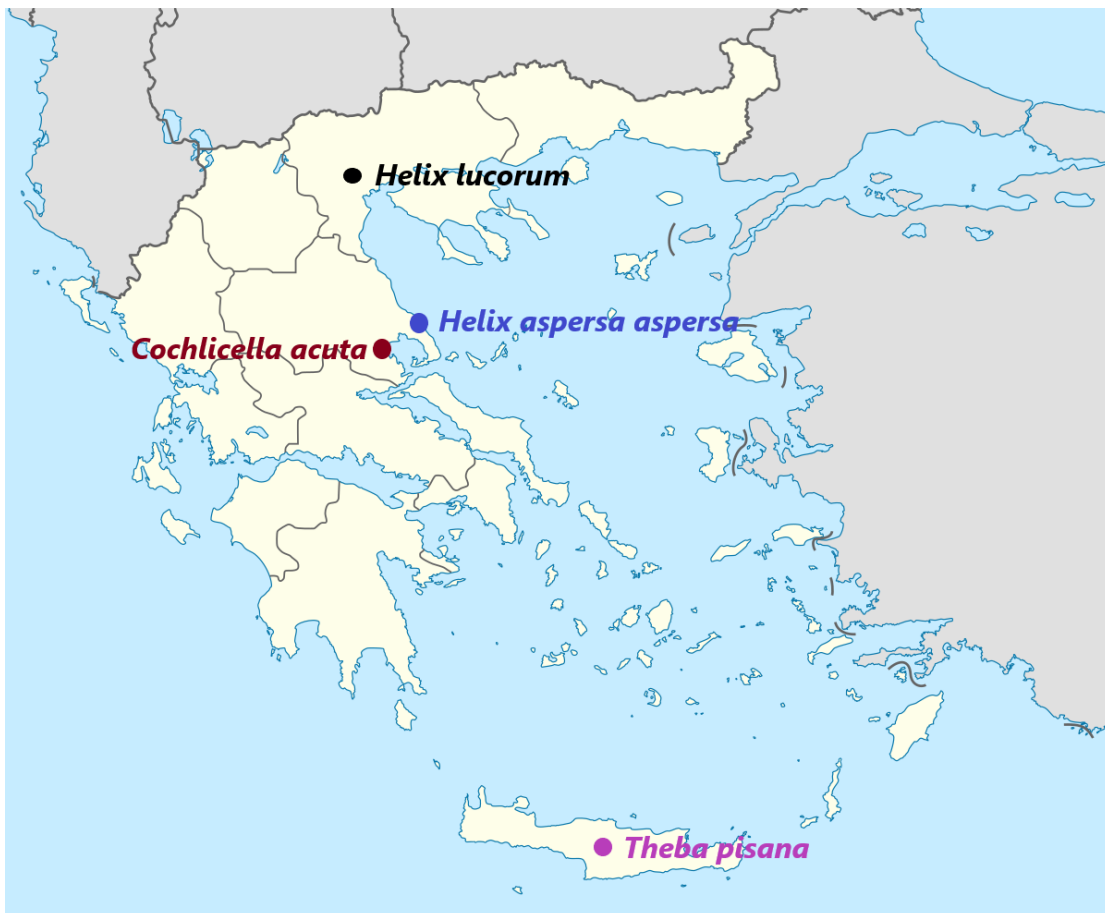 Helix lucorum
Helix aspersa aspersa
Cochlicella acuta
Theba pisana